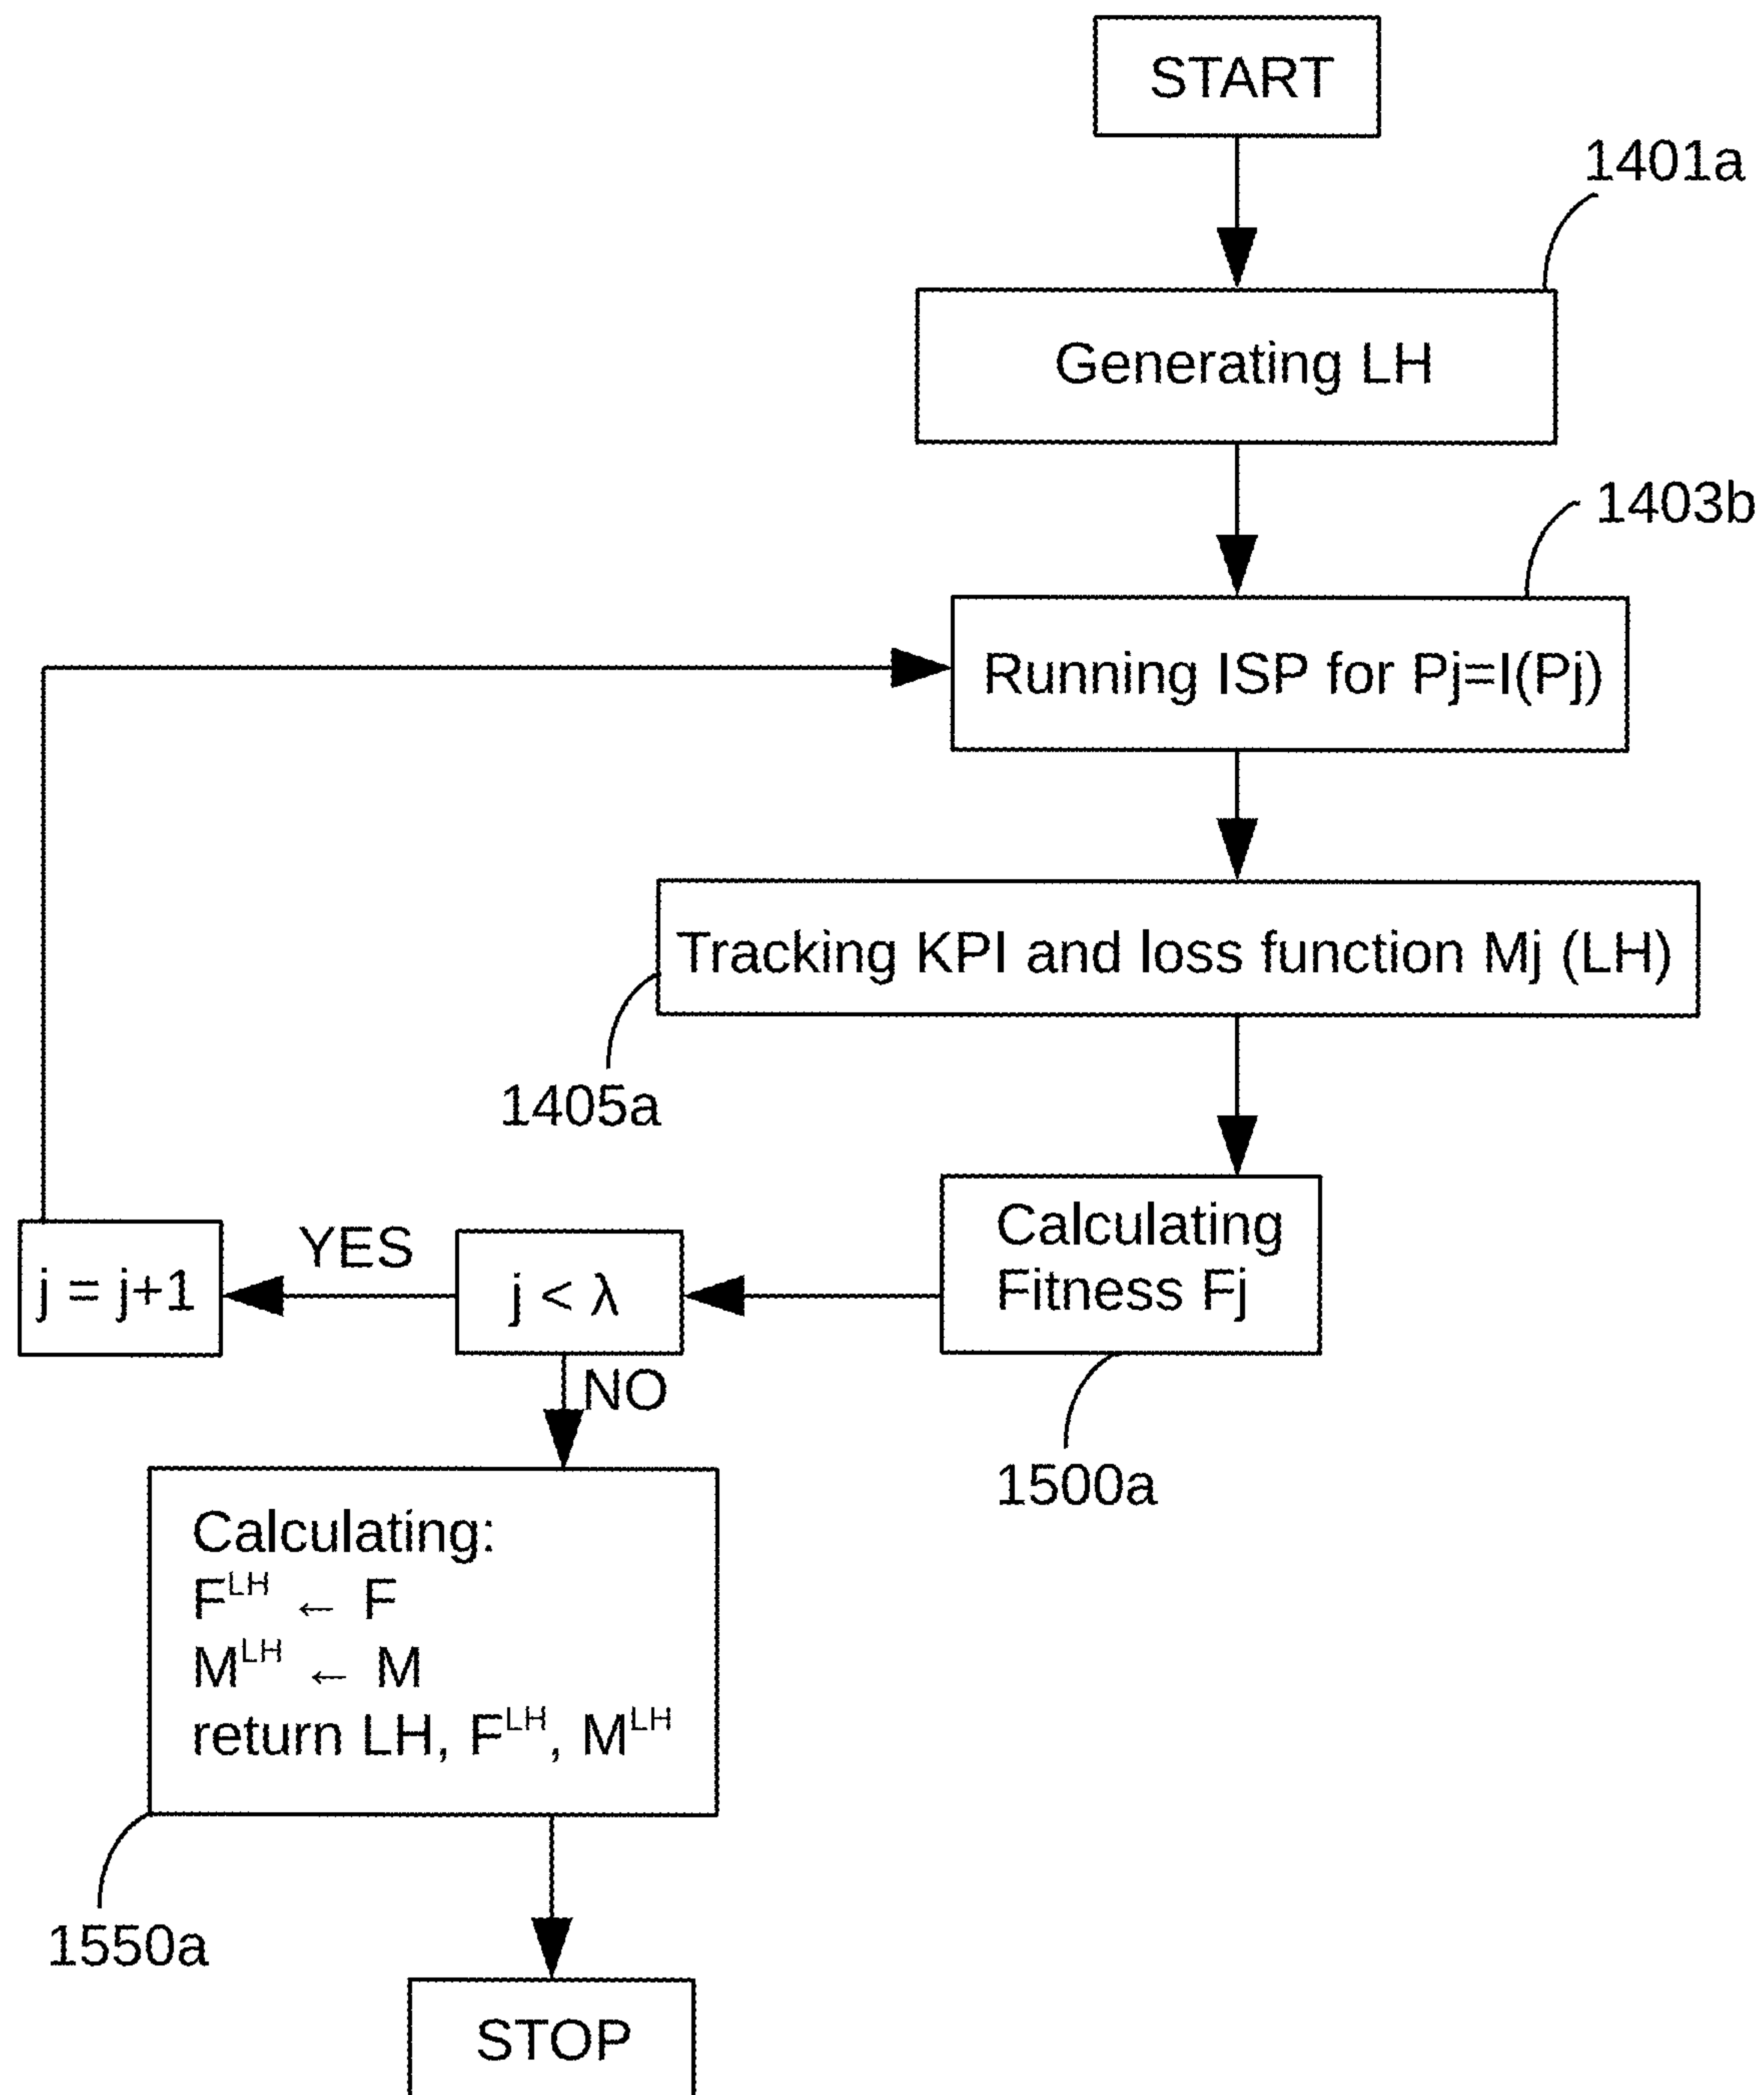 START
1401a
Generating LH
1403b
Running ISP for Pj=I(Pj)
Tracking KPI and loss function Mj (LH)
1405a
Calculating
Fitness Fj
1500a
j < λ
YES
j = j+1
NO
Calculating:
F^LH ← F
M^LH ← M
return LH, F^LH, M^LH
1550a
STOP